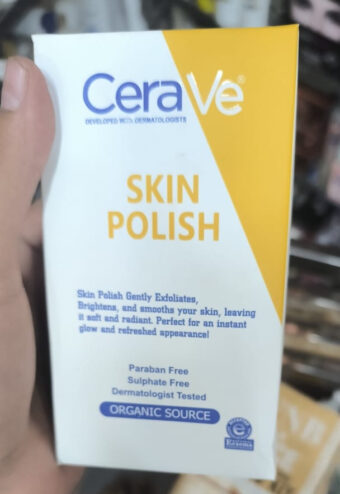 CeraVe®
DEVELOPED WITH DERMATOLOGISTS
SKIN
POLISH
Skin Polish Gently Exfoliates,
Brightens, and smooths your skin, leaving
it soft and radiant. Perfect for an instant
glow and refreshed appearance!
Paraban Free
Sulphate Free
Dermatologist Tested
ORGANIC SOURCE
Eczema